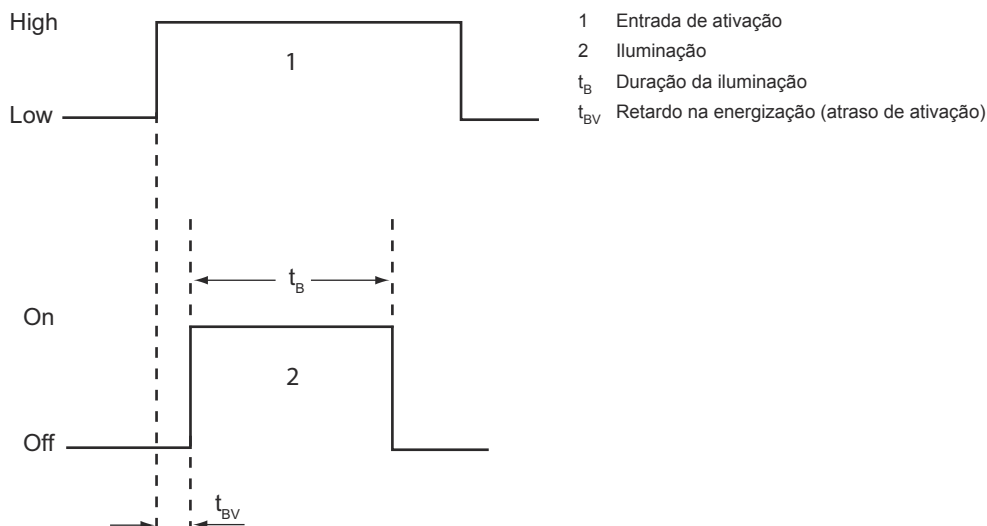 High
1
Low
t_B
On
2
Off
t_BV
1 Entrada de ativação
2 Iluminação
t_B Duração da iluminação
t_BV Retardo na energização (atraso de ativação)